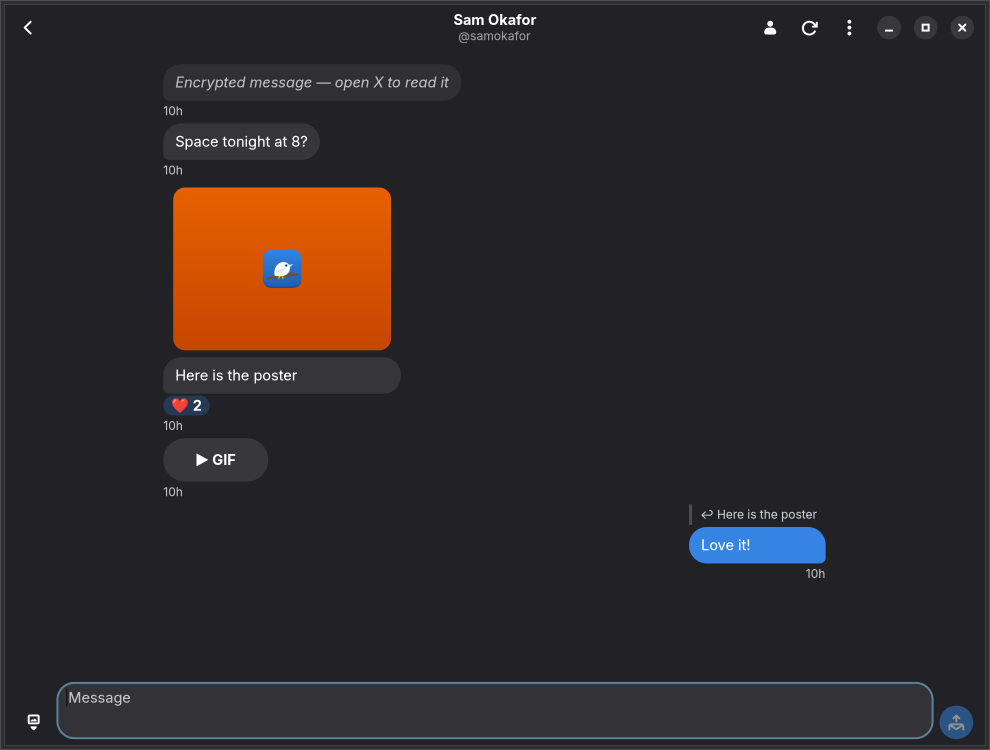 Sam Okafor
@samokafor
Encrypted message — open X to read it
10h
Space tonight at 8?
10h
Here is the poster
❤️ 2
10h
▶ GIF
10h
↩ Here is the poster
Love it!
10h
Message